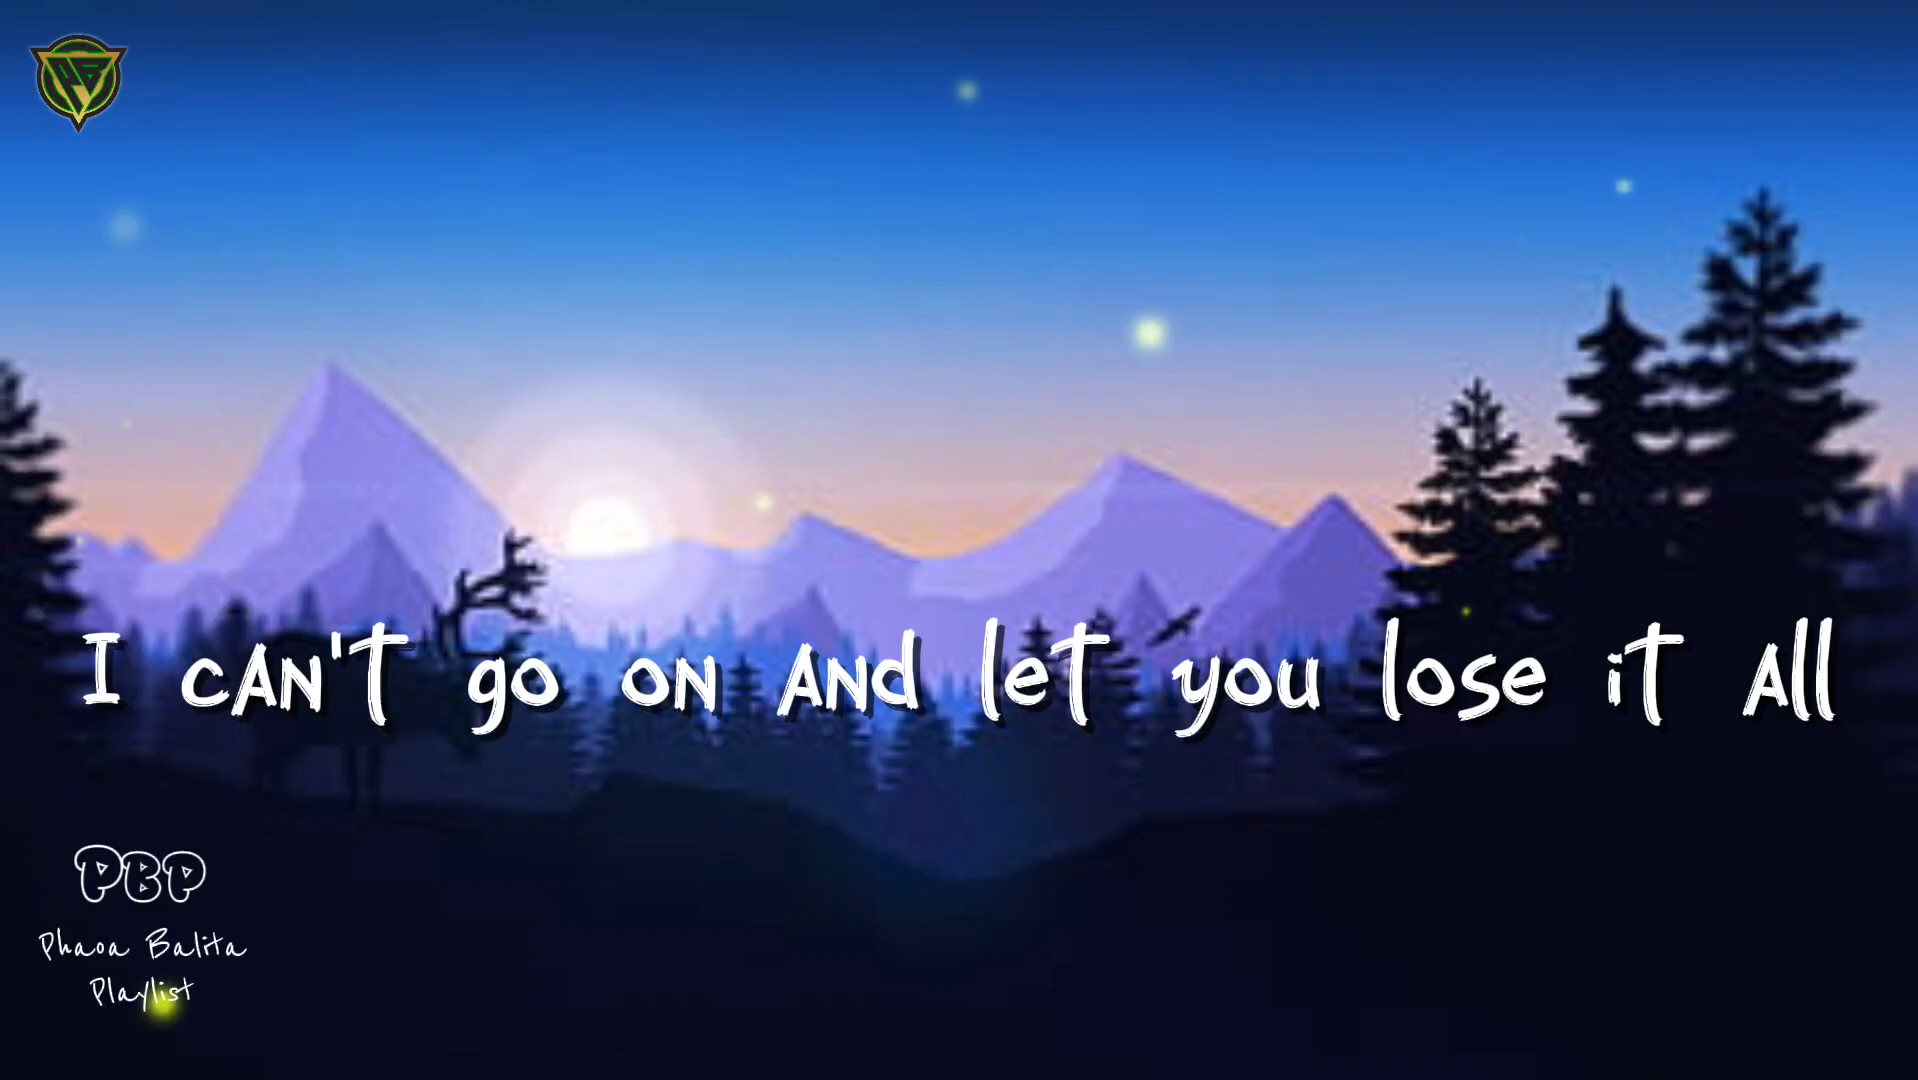 I can't go on and let you lose it all
PBP
Phaoa Balita
Playlist